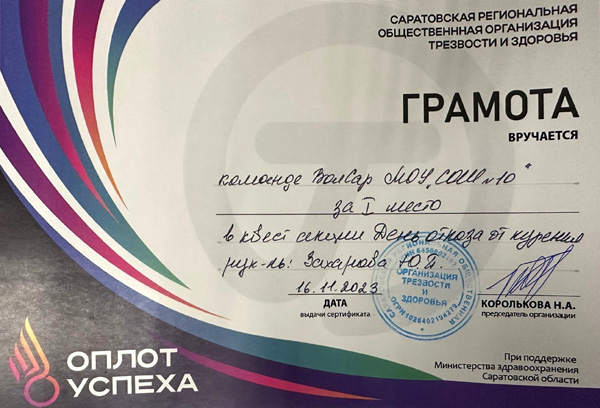 САРАТОВСКАЯ РЕГИОНАЛЬНАЯ
ОБЩЕСТВЕНННАЯ ОРГАНИЗАЦИЯ
ТРЕЗВОСТИ И ЗДОРОВЬЯ
ГРАМОТА
ВРУЧАЕТСЯ
команде ВолСар МОУ „СОШ №10"
за I место
в квест секции День отказа от курения
рук-ль: Захарова Ю.П.
16.11.2023
ДАТА
выдачи сертификата
ОРГАНИЗАЦИЯ
ТРЕЗВОСТИ
И
ЗДОРОВЬЯ
КОРОЛЬКОВА Н.А.
председатель организации
ОПЛОТ
УСПЕХА
При поддержке
Министерства здравоохранения
Саратовской области